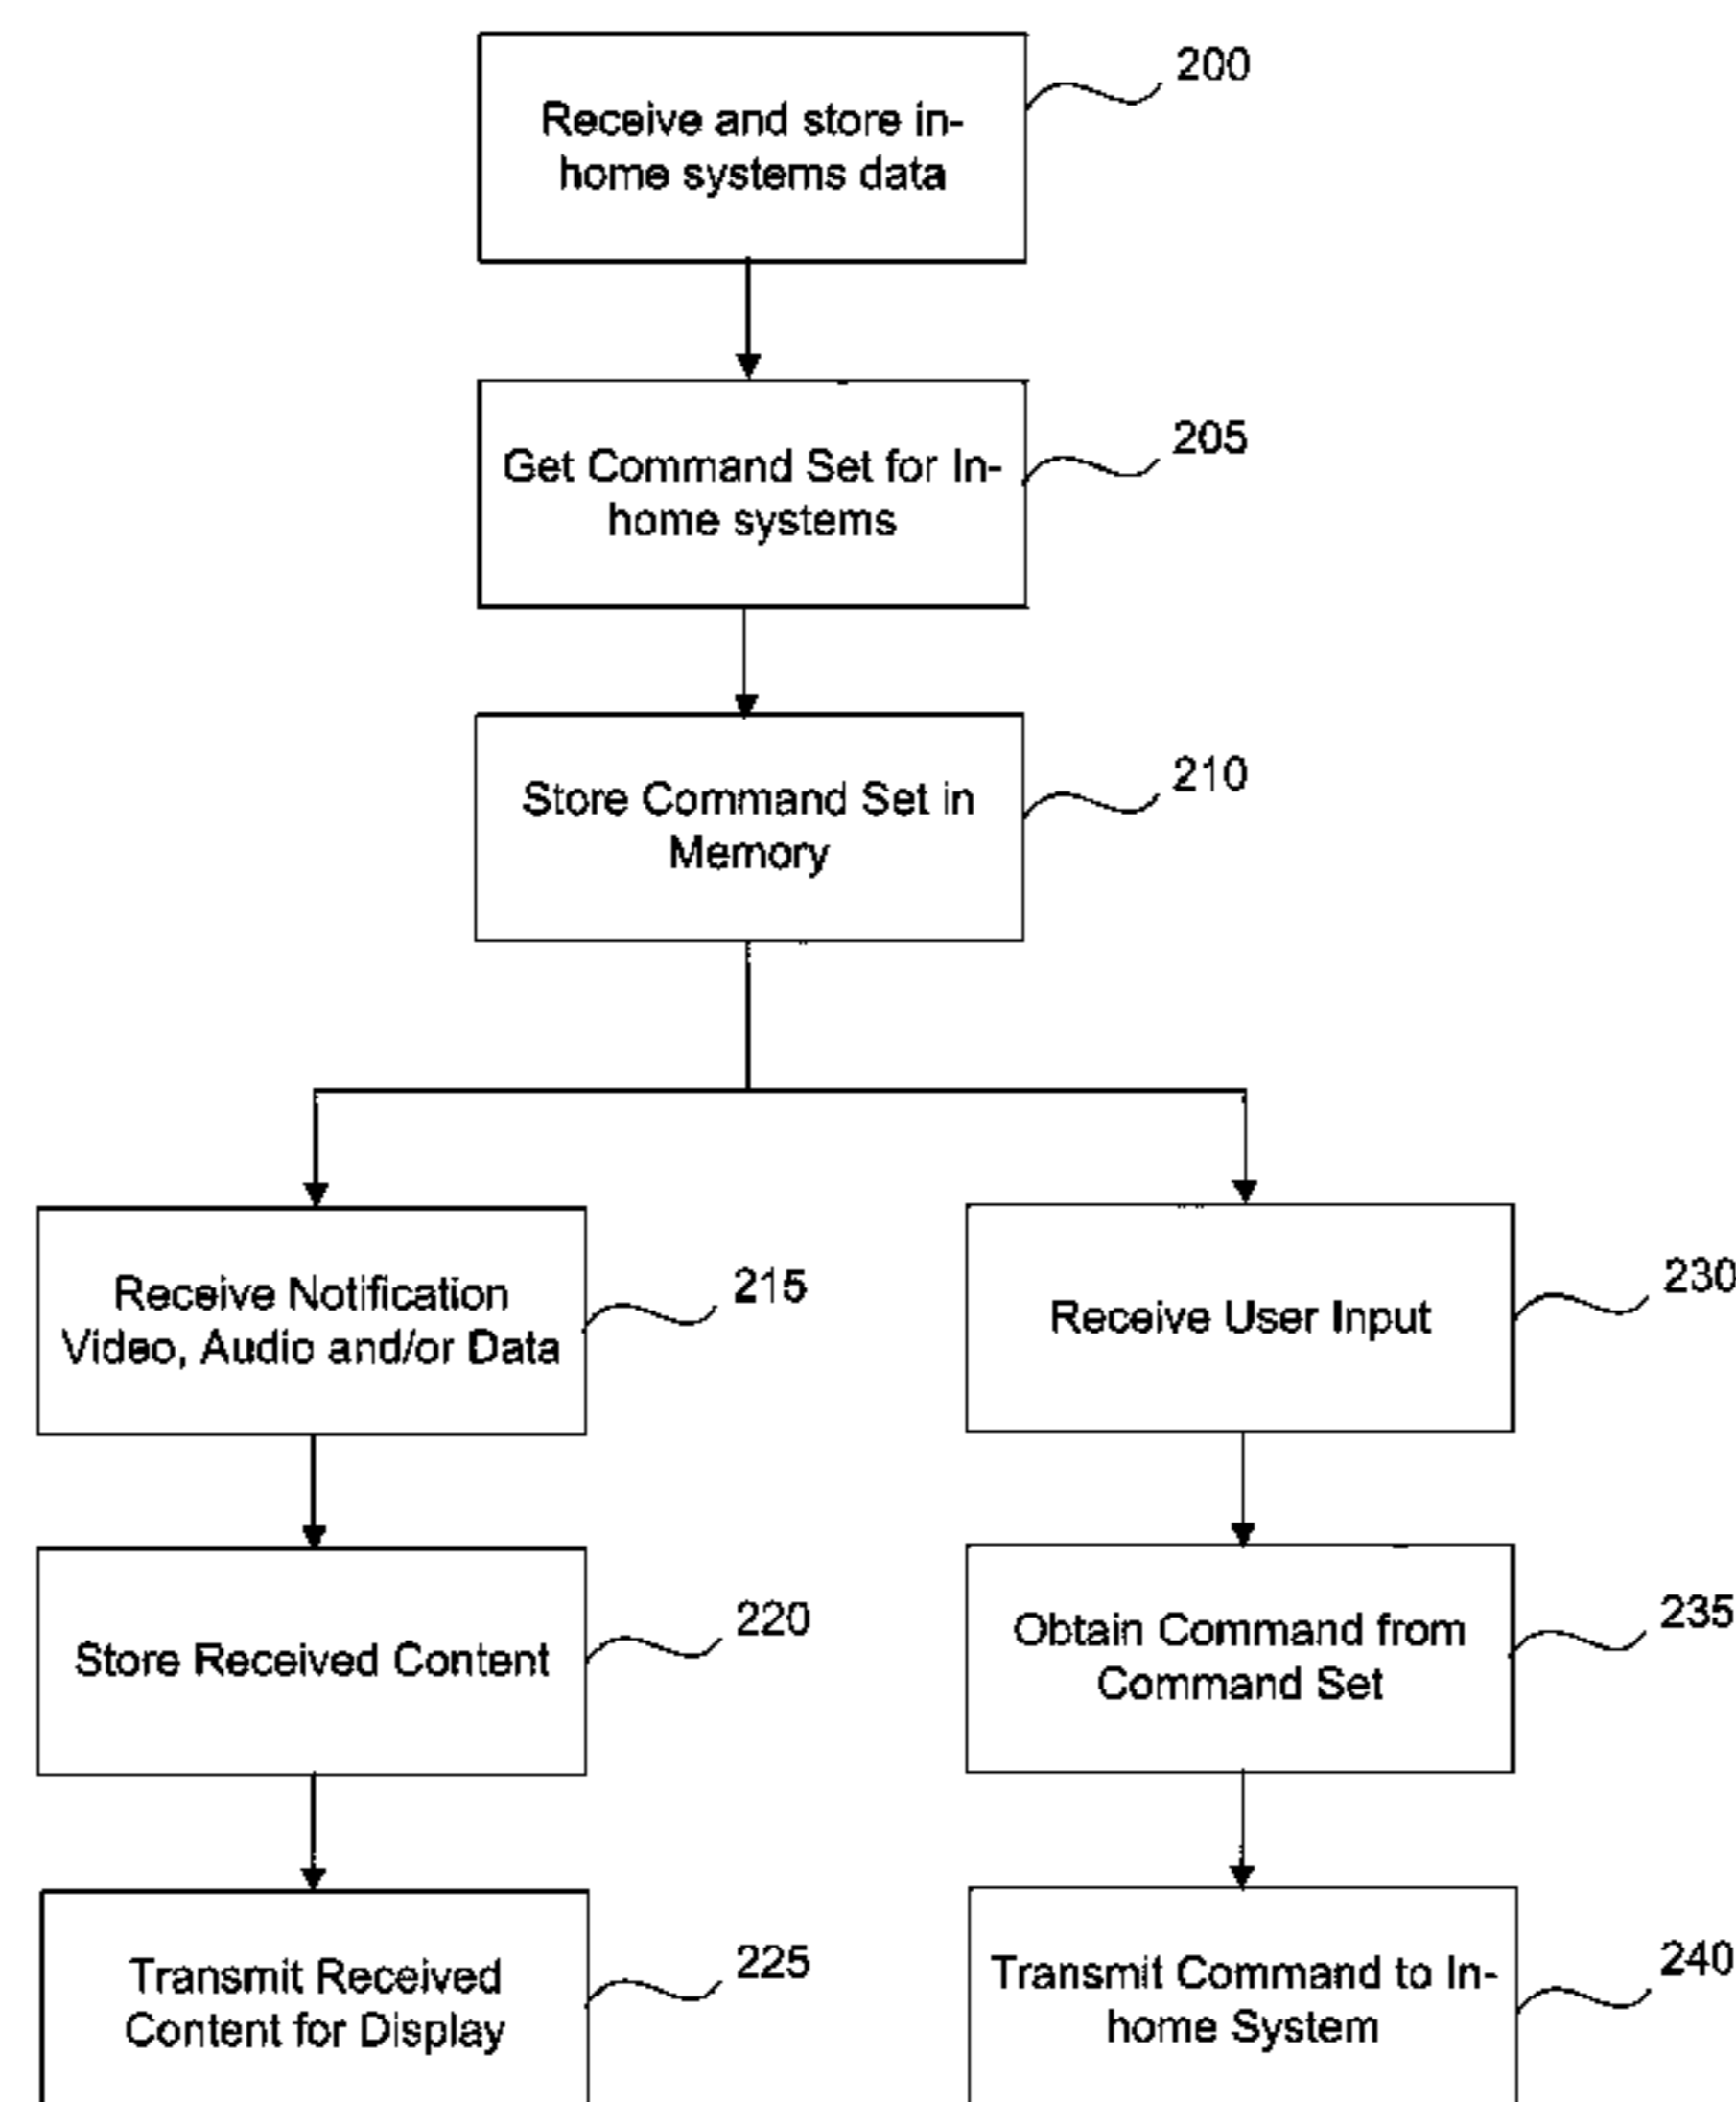 200
Receive and store in-
home systems data
205
Get Command Set for In-
home systems
210
Store Command Set in
Memory
215
Receive Notification
Video, Audio and/or Data
230
Receive User Input
220
Store Received Content
235
Obtain Command from
Command Set
225
Transmit Received
Content for Display
240
Transmit Command to In-
home System